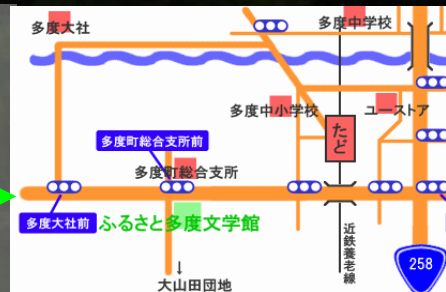 多度大社
多度中学校
多度中小学校
ユーストア
たど
多度町総合支所前
多度町総合支所
多度大社前
ふるさと多度文学館
近鉄養老線
258
↓
大山田団地